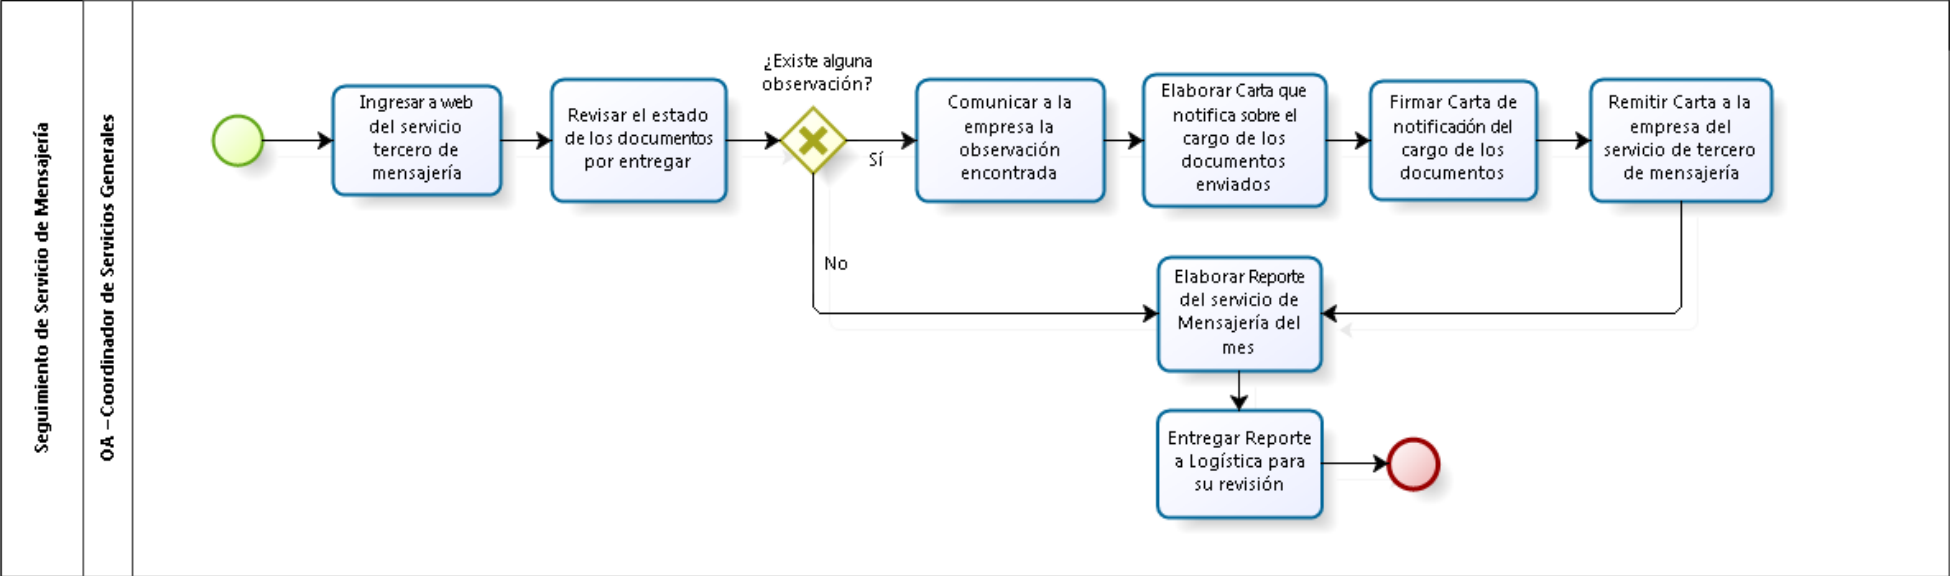 Seguimiento de Servicio de Mensajería
OA – Coordinador de Servicios Generales
Ingresar a web
del servicio
tercero de
mensajería
Revisar el estado
de los documentos
por entregar
¿Existe alguna
observación?
Sí
No
Comunicar a la
empresa la
observación
encontrada
Elaborar Carta que
notifica sobre el
cargo de los
documentos
enviados
Firmar Carta de
notificación del
cargo de los
documentos
Remitir Carta a la
empresa del
servicio de tercero
de mensajería
Elaborar Reporte
del servicio de
Mensajería del
mes
Entregar Reporte
a Logística para
su revisión